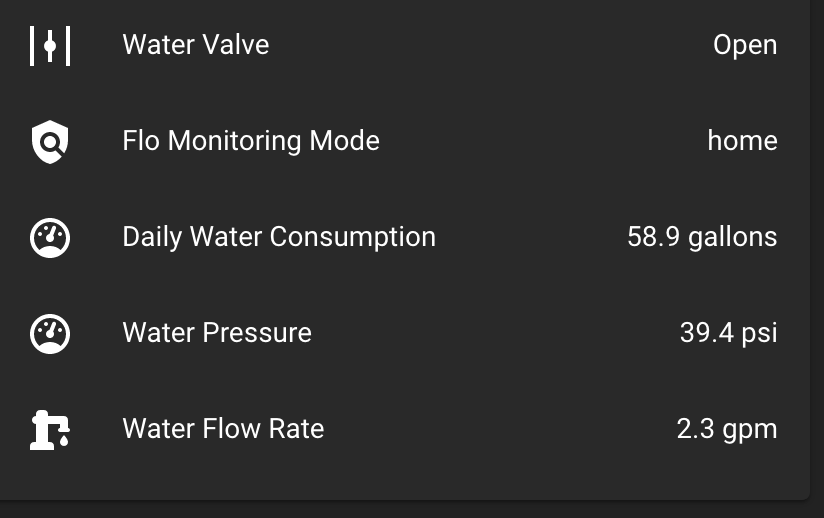 Water Valve Open
Flo Monitoring Mode home
Daily Water Consumption 58.9 gallons
Water Pressure 39.4 psi
Water Flow Rate 2.3 gpm